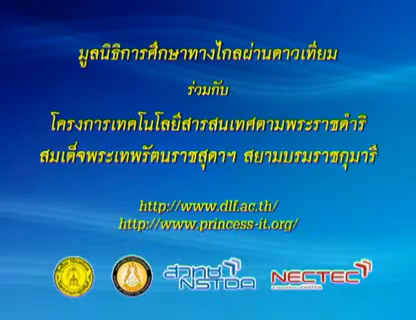 มูลนิธิการศึกษาทางไกลผ่านดาวเทียม
ร่วมกับ
โครงการเทคโนโลยีสารสนเทศตามพระราชดำริ
สมเด็จพระเทพรัตนราชสุดาฯ สยามบรมราชกุมารี
http://www.dlf.ac.th/
http://www.princess-it.org/
สวทช
NSTDA
NECTEC